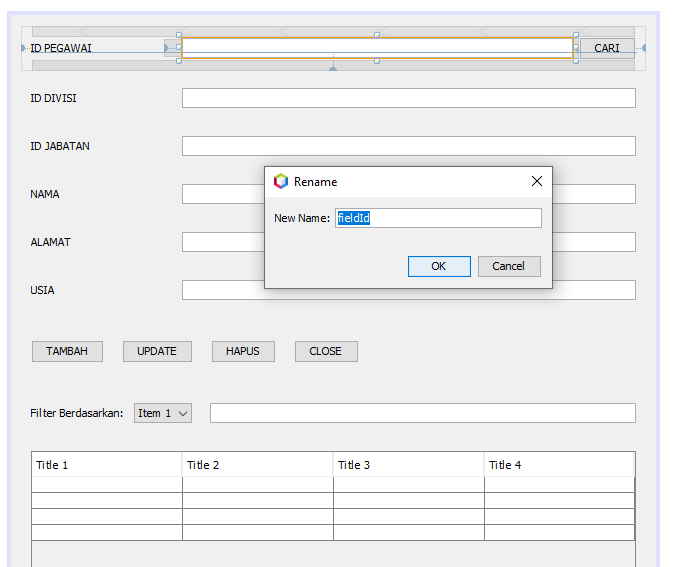 ID PEGAWAI CARI
ID DIVISI
ID JABATAN
Rename
NAMA
New Name: fieldId
ALAMAT
OK Cancel
USIA
TAMBAH UPDATE HAPUS CLOSE
Filter Berdasarkan: Item 1
Title 1 Title 2 Title 3 Title 4